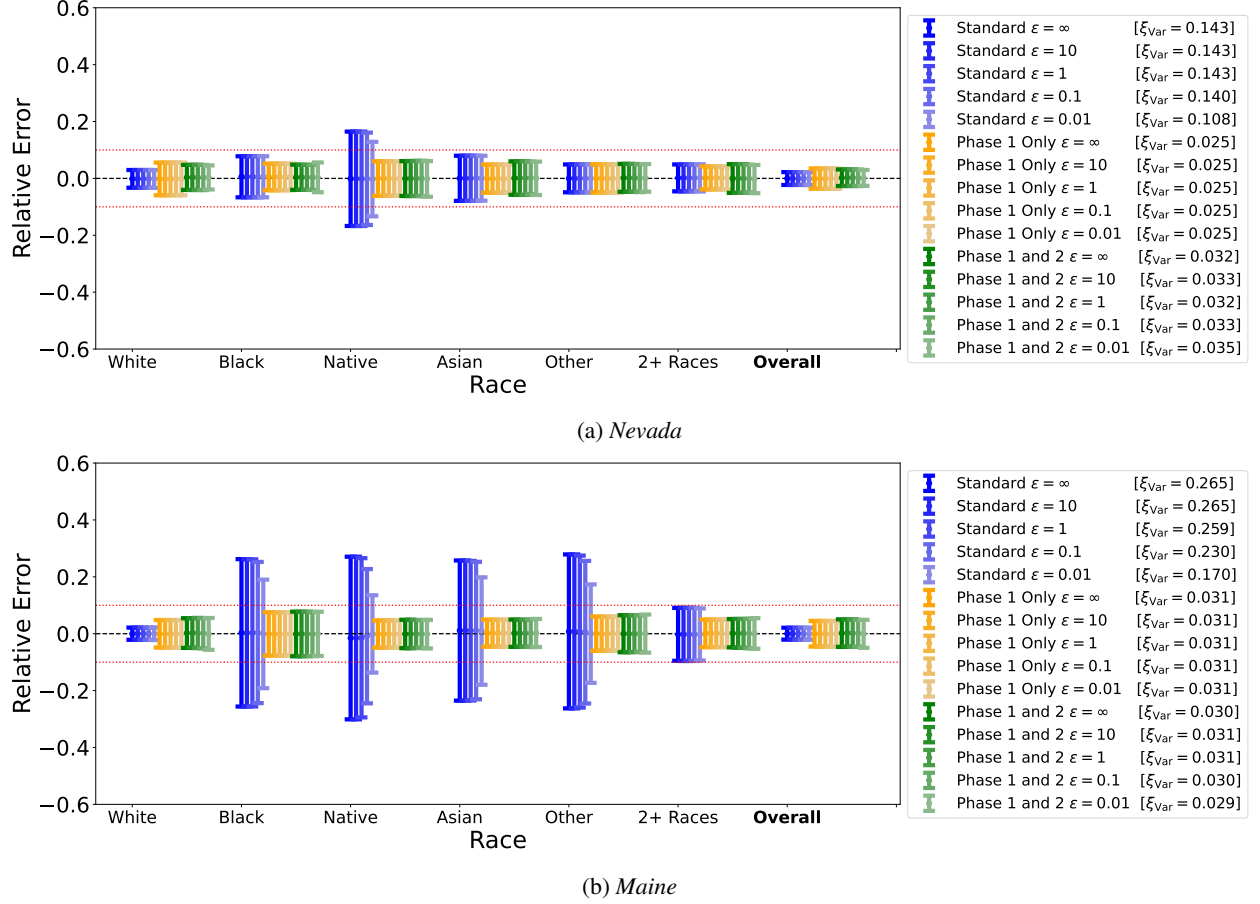 0.6
0.4
0.2
0.0
−0.2
−0.4
−0.6
Relative Error
White Black Native Asian Other 2+ Races Overall
Race
Standard ε = ∞ [ξVar = 0.143]
Standard ε = 10 [ξVar = 0.143]
Standard ε = 1 [ξVar = 0.143]
Standard ε = 0.1 [ξVar = 0.140]
Standard ε = 0.01 [ξVar = 0.108]
Phase 1 Only ε = ∞ [ξVar = 0.025]
Phase 1 Only ε = 10 [ξVar = 0.025]
Phase 1 Only ε = 1 [ξVar = 0.025]
Phase 1 Only ε = 0.1 [ξVar = 0.025]
Phase 1 Only ε = 0.01 [ξVar = 0.025]
Phase 1 and 2 ε = ∞ [ξVar = 0.032]
Phase 1 and 2 ε = 10 [ξVar = 0.033]
Phase 1 and 2 ε = 1 [ξVar = 0.032]
Phase 1 and 2 ε = 0.1 [ξVar = 0.033]
Phase 1 and 2 ε = 0.01 [ξVar = 0.035]
(a) Nevada
0.6
0.4
0.2
0.0
−0.2
−0.4
−0.6
Relative Error
White Black Native Asian Other 2+ Races Overall
Race
Standard ε = ∞ [ξVar = 0.265]
Standard ε = 10 [ξVar = 0.265]
Standard ε = 1 [ξVar = 0.259]
Standard ε = 0.1 [ξVar = 0.230]
Standard ε = 0.01 [ξVar = 0.170]
Phase 1 Only ε = ∞ [ξVar = 0.031]
Phase 1 Only ε = 10 [ξVar = 0.031]
Phase 1 Only ε = 1 [ξVar = 0.031]
Phase 1 Only ε = 0.1 [ξVar = 0.031]
Phase 1 Only ε = 0.01 [ξVar = 0.031]
Phase 1 and 2 ε = ∞ [ξVar = 0.030]
Phase 1 and 2 ε = 10 [ξVar = 0.031]
Phase 1 and 2 ε = 1 [ξVar = 0.031]
Phase 1 and 2 ε = 0.1 [ξVar = 0.030]
Phase 1 and 2 ε = 0.01 [ξVar = 0.029]
(b) Maine